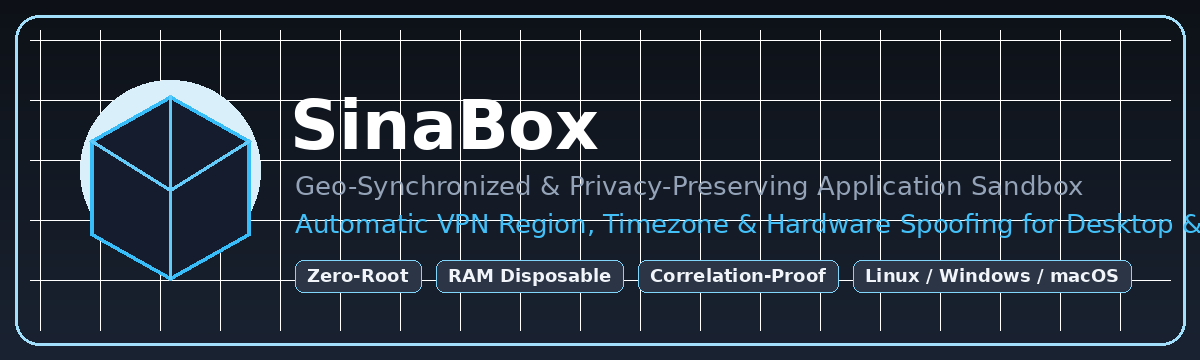 SinaBox
Geo-Synchronized & Privacy-Preserving Application Sandbox
Automatic VPN Region, Timezone & Hardware Spoofing for Desktop &
Zero-Root RAM Disposable Correlation-Proof Linux / Windows / macOS